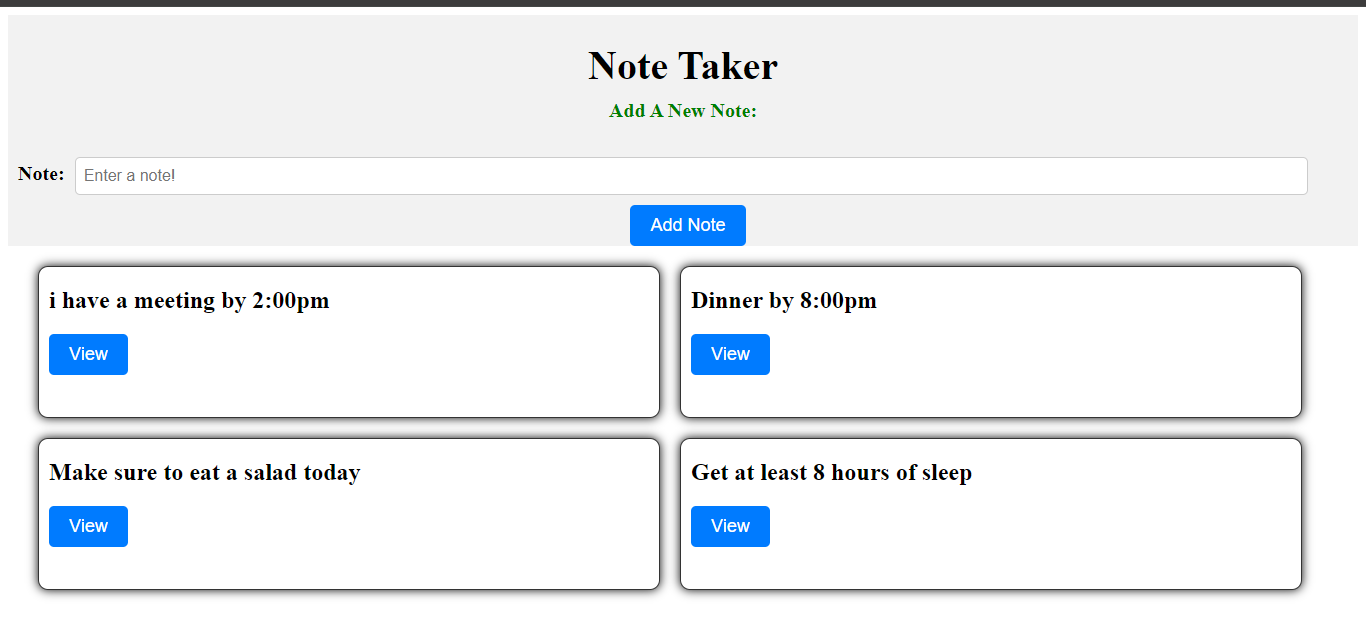 Note Taker
Add A New Note:
Note:
Enter a note!
Add Note
i have a meeting by 2:00pm
View
Dinner by 8:00pm
View
Make sure to eat a salad today
View
Get at least 8 hours of sleep
View